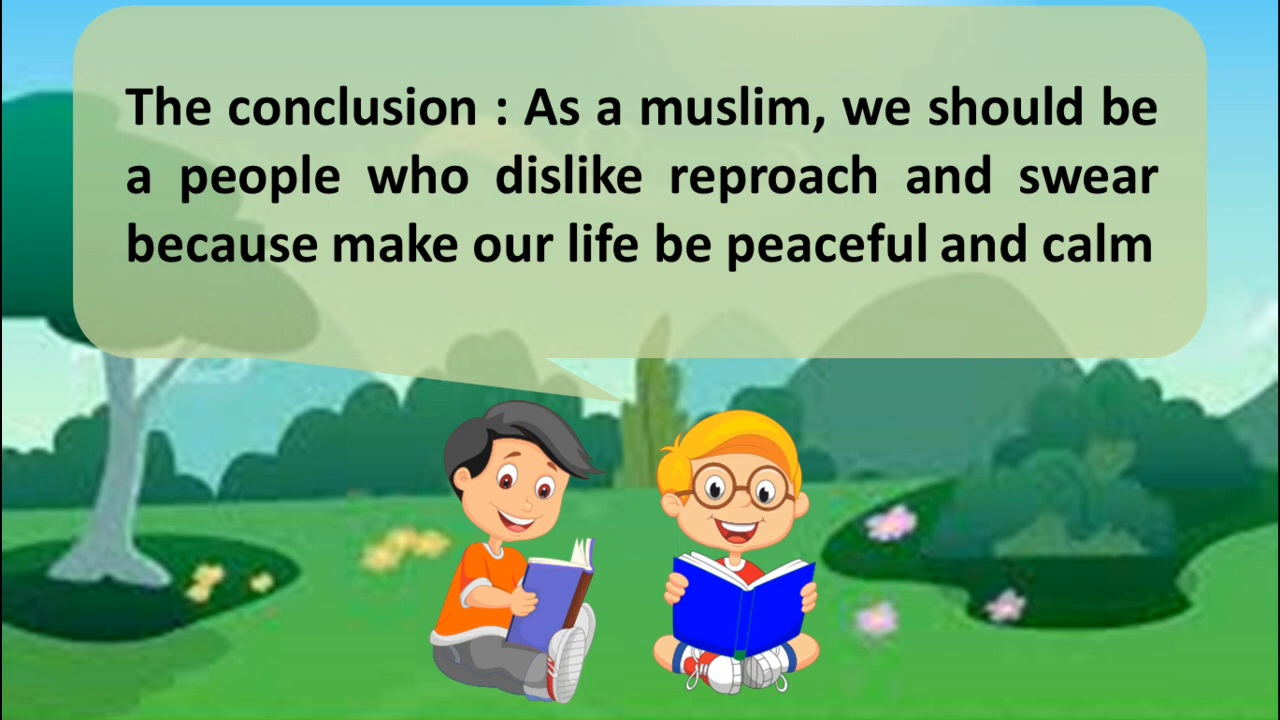 The conclusion : As a muslim, we should be
a people who dislike reproach and swear
because make our life be peaceful and calm